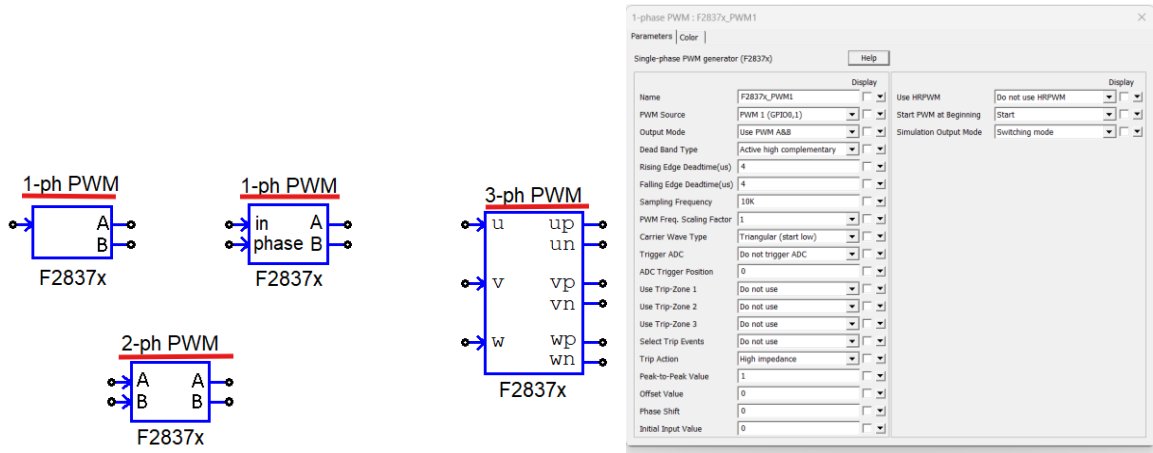 1-ph PWM
A
B
F2837x
1-ph PWM
in A
phase B
F2837x
2-ph PWM
A A
B B
F2837x
3-ph PWM
u up
un
v vp
vn
w wp
wn
F2837x
1-phase PWM : F2837x_PWM1
Parameters Color
Single-phase PWM generator (F2837x) Help
Display
Name F2837x_PWM1
PWM Source PWM 1 (GPIO0,1)
Output Mode Use PWM A&B
Dead Band Type Active high complementary
Rising Edge Deadtime(us) 4
Falling Edge Deadtime(us) 4
Sampling Frequency 10K
PWM Freq. Scaling Factor 1
Carrier Wave Type Triangular (start low)
Trigger ADC Do not trigger ADC
ADC Trigger Position 0
Use Trip-Zone 1 Do not use
Use Trip-Zone 2 Do not use
Use Trip-Zone 3 Do not use
Select Trip Events Do not use
Trip Action High impedance
Peak-to-Peak Value 1
Offset Value 0
Phase Shift 0
Initial Input Value 0
Display
Use HRPWM Do not use HRPWM
Start PWM at Beginning Start
Simulation Output Mode Switching mode